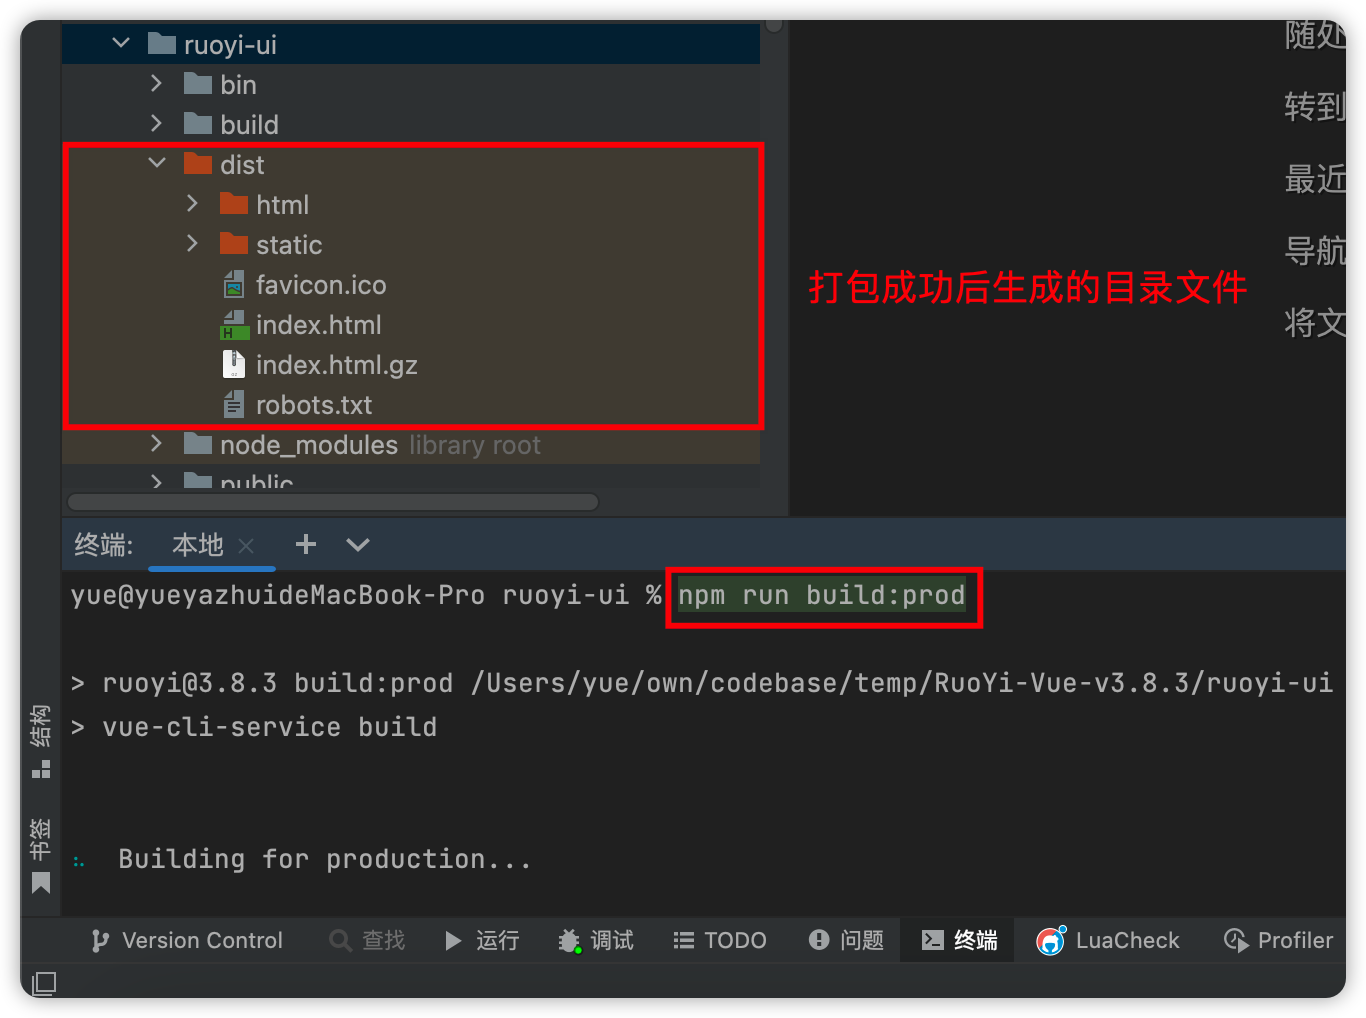 ruoyi-ui
bin
build
dist
html
static
favicon.ico
index.html
index.html.gz
robots.txt
node_modules library root
public
打包成功后生成的目录文件
随处
转到
最近
导航
将文
终端:
本地
yue@yueyazhuideMacBook-Pro ruoyi-ui % npm run build:prod
> ruoyi@3.8.3 build:prod /Users/yue/own/codebase/temp/RuoYi-Vue-v3.8.3/ruoyi-ui
> vue-cli-service build
Building for production...
结构
书签
Version Control
查找
运行
调试
TODO
问题
终端
LuaCheck
Profiler